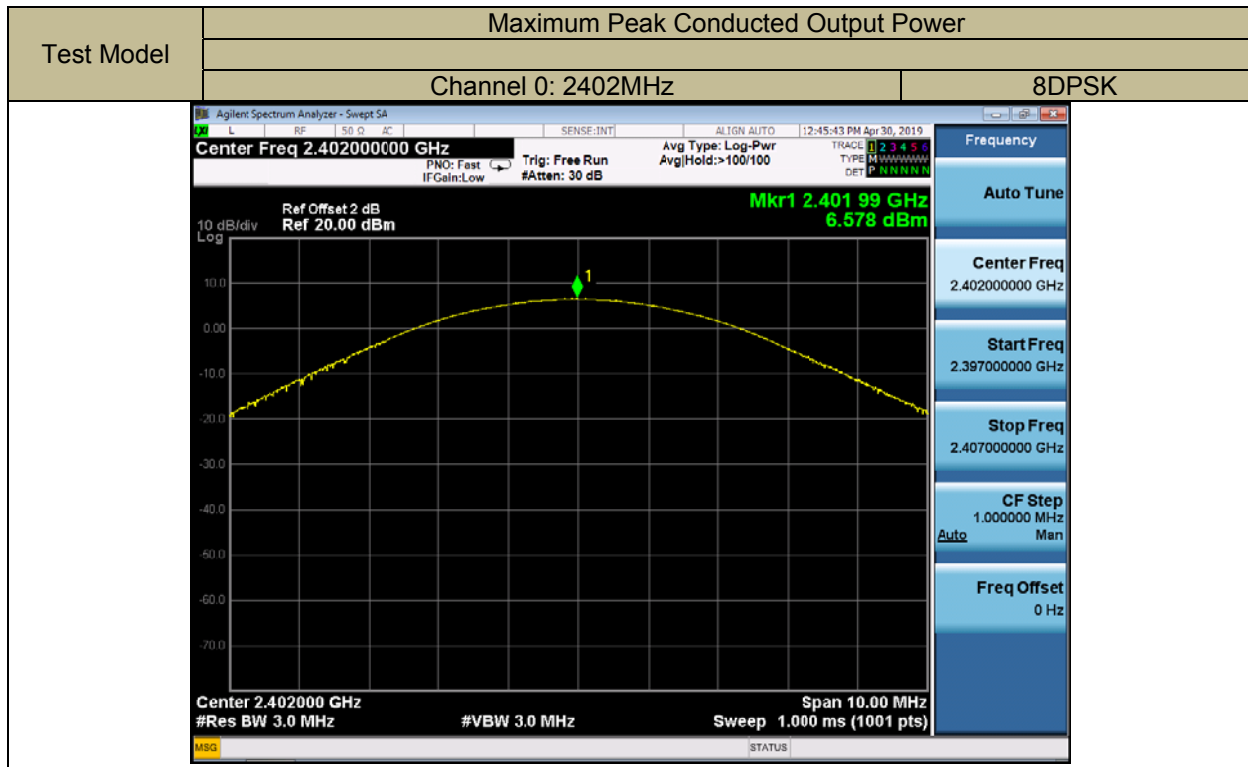 Test Model
Maximum Peak Conducted Output Power
Channel 0: 2402MHz
8DPSK
Agilent Spectrum Analyzer - Swept SA
LXI L RF 50 Ω AC SENSE:INT ALIGN AUTO 12:45:43 PM Apr 30, 2019
Center Freq 2.402000000 GHz
PNO: Fast
IFGain:Low
Trig: Free Run
#Atten: 30 dB
Avg Type: Log-Pwr
Avg|Hold:>100/100
TRACE 1 2 3 4 5 6
TYPE M
DET P N N N N N
Mkr1 2.401 99 GHz
6.578 dBm
Ref Offset 2 dB
10 dB/div Ref 20.00 dBm
Log
1
10.0
0.00
-10.0
-20.0
-30.0
-40.0
-50.0
-60.0
-70.0
Center 2.402000 GHz Span 10.00 MHz
#Res BW 3.0 MHz #VBW 3.0 MHz Sweep 1.000 ms (1001 pts)
MSG STATUS
Frequency
Auto Tune
Center Freq
2.402000000 GHz
Start Freq
2.397000000 GHz
Stop Freq
2.407000000 GHz
CF Step
1.000000 MHz
Auto Man
Freq Offset
0 Hz